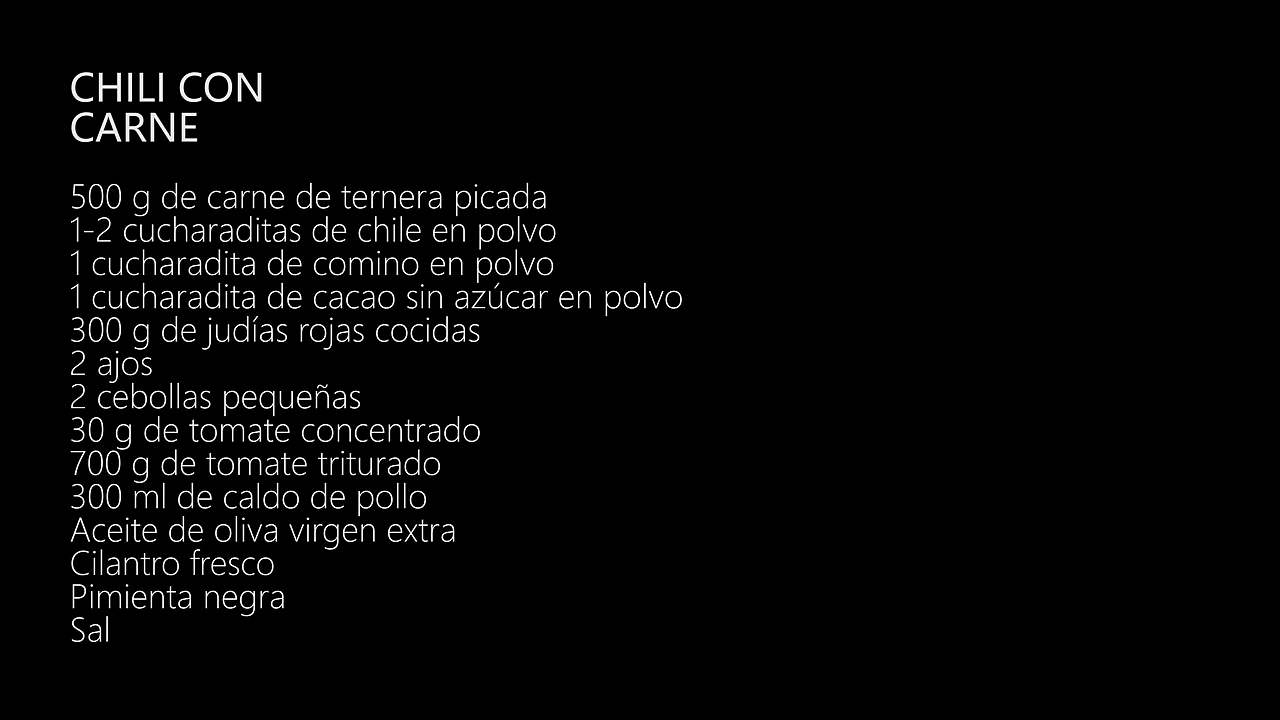 CHILI CON
CARNE
500 g de carne de ternera picada
1-2 cucharaditas de chile en polvo
1 cucharadita de comino en polvo
1 cucharadita de cacao sin azúcar en polvo
300 g de judías rojas cocidas
2 ajos
2 cebollas pequeñas
30 g de tomate concentrado
700 g de tomate triturado
300 ml de caldo de pollo
Aceite de oliva virgen extra
Cilantro fresco
Pimienta negra
Sal